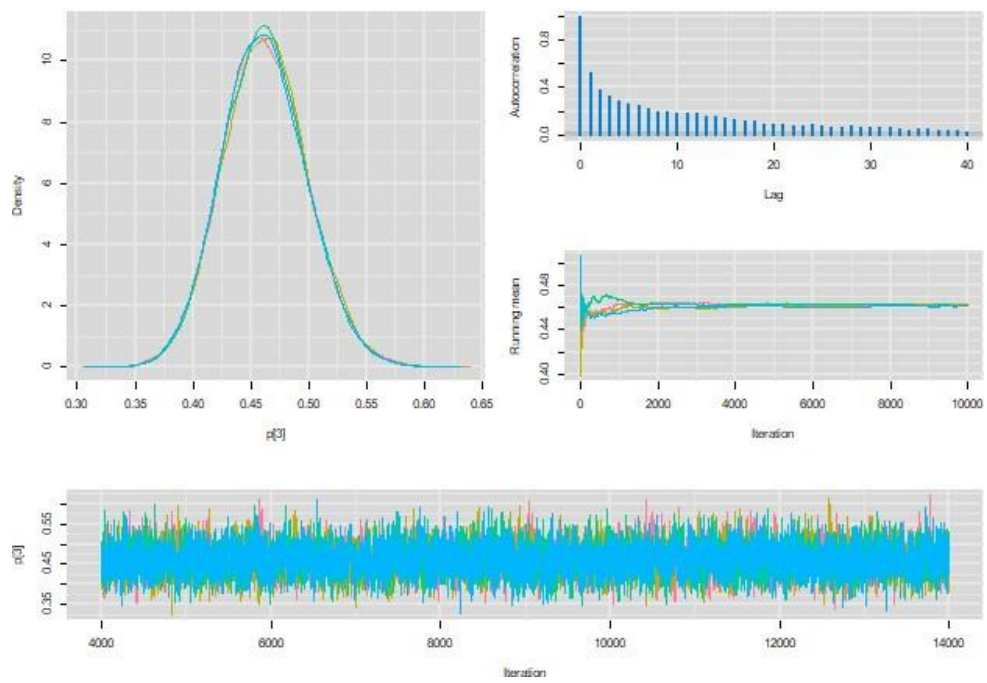 Density
0 2 4 6 8 10
0.30 0.35 0.40 0.45 0.50 0.55 0.60 0.65
p[3]
Autocorrelation
0.0 0.4 0.8
0 10 20 30 40
Lag
Running mean
0.40 0.44 0.48
0 2000 4000 6000 8000 10000
Iteration
p[3]
0.35 0.45 0.55
4000 6000 8000 10000 12000 14000
Iteration